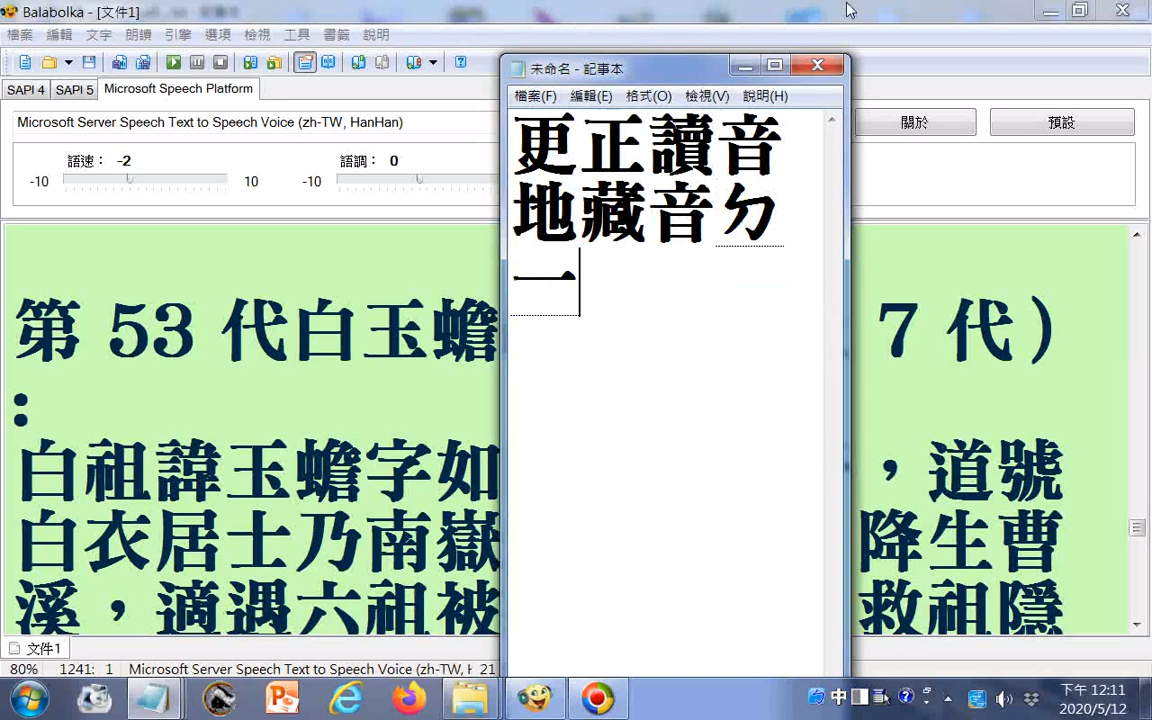 Balabolka - [文件1]
檔案 編輯 文字 朗讀 引擎 選項 檢視 工具 書籤 說明
SAPI 4 SAPI 5 Microsoft Speech Platform
Microsoft Server Speech Text to Speech Voice (zh-TW, HanHan)
關於 預設
語速： -2 語調： 0
-10 10 -10
未命名 - 記事本
檔案(F) 編輯(E) 格式(O) 檢視(V) 說明(H)
更正讀音
地藏音ㄉ
一
第 53 代白玉蟾 7 代）
：
白祖諱玉蟾字如 ，道號
白衣居士乃南嶽 降生曹
溪，適遇六祖被 救祖隱
文件1
80% 1241: 1 Microsoft Server Speech Text to Speech Voice (zh-TW, H 21
中
下午 12:11
2020/5/12